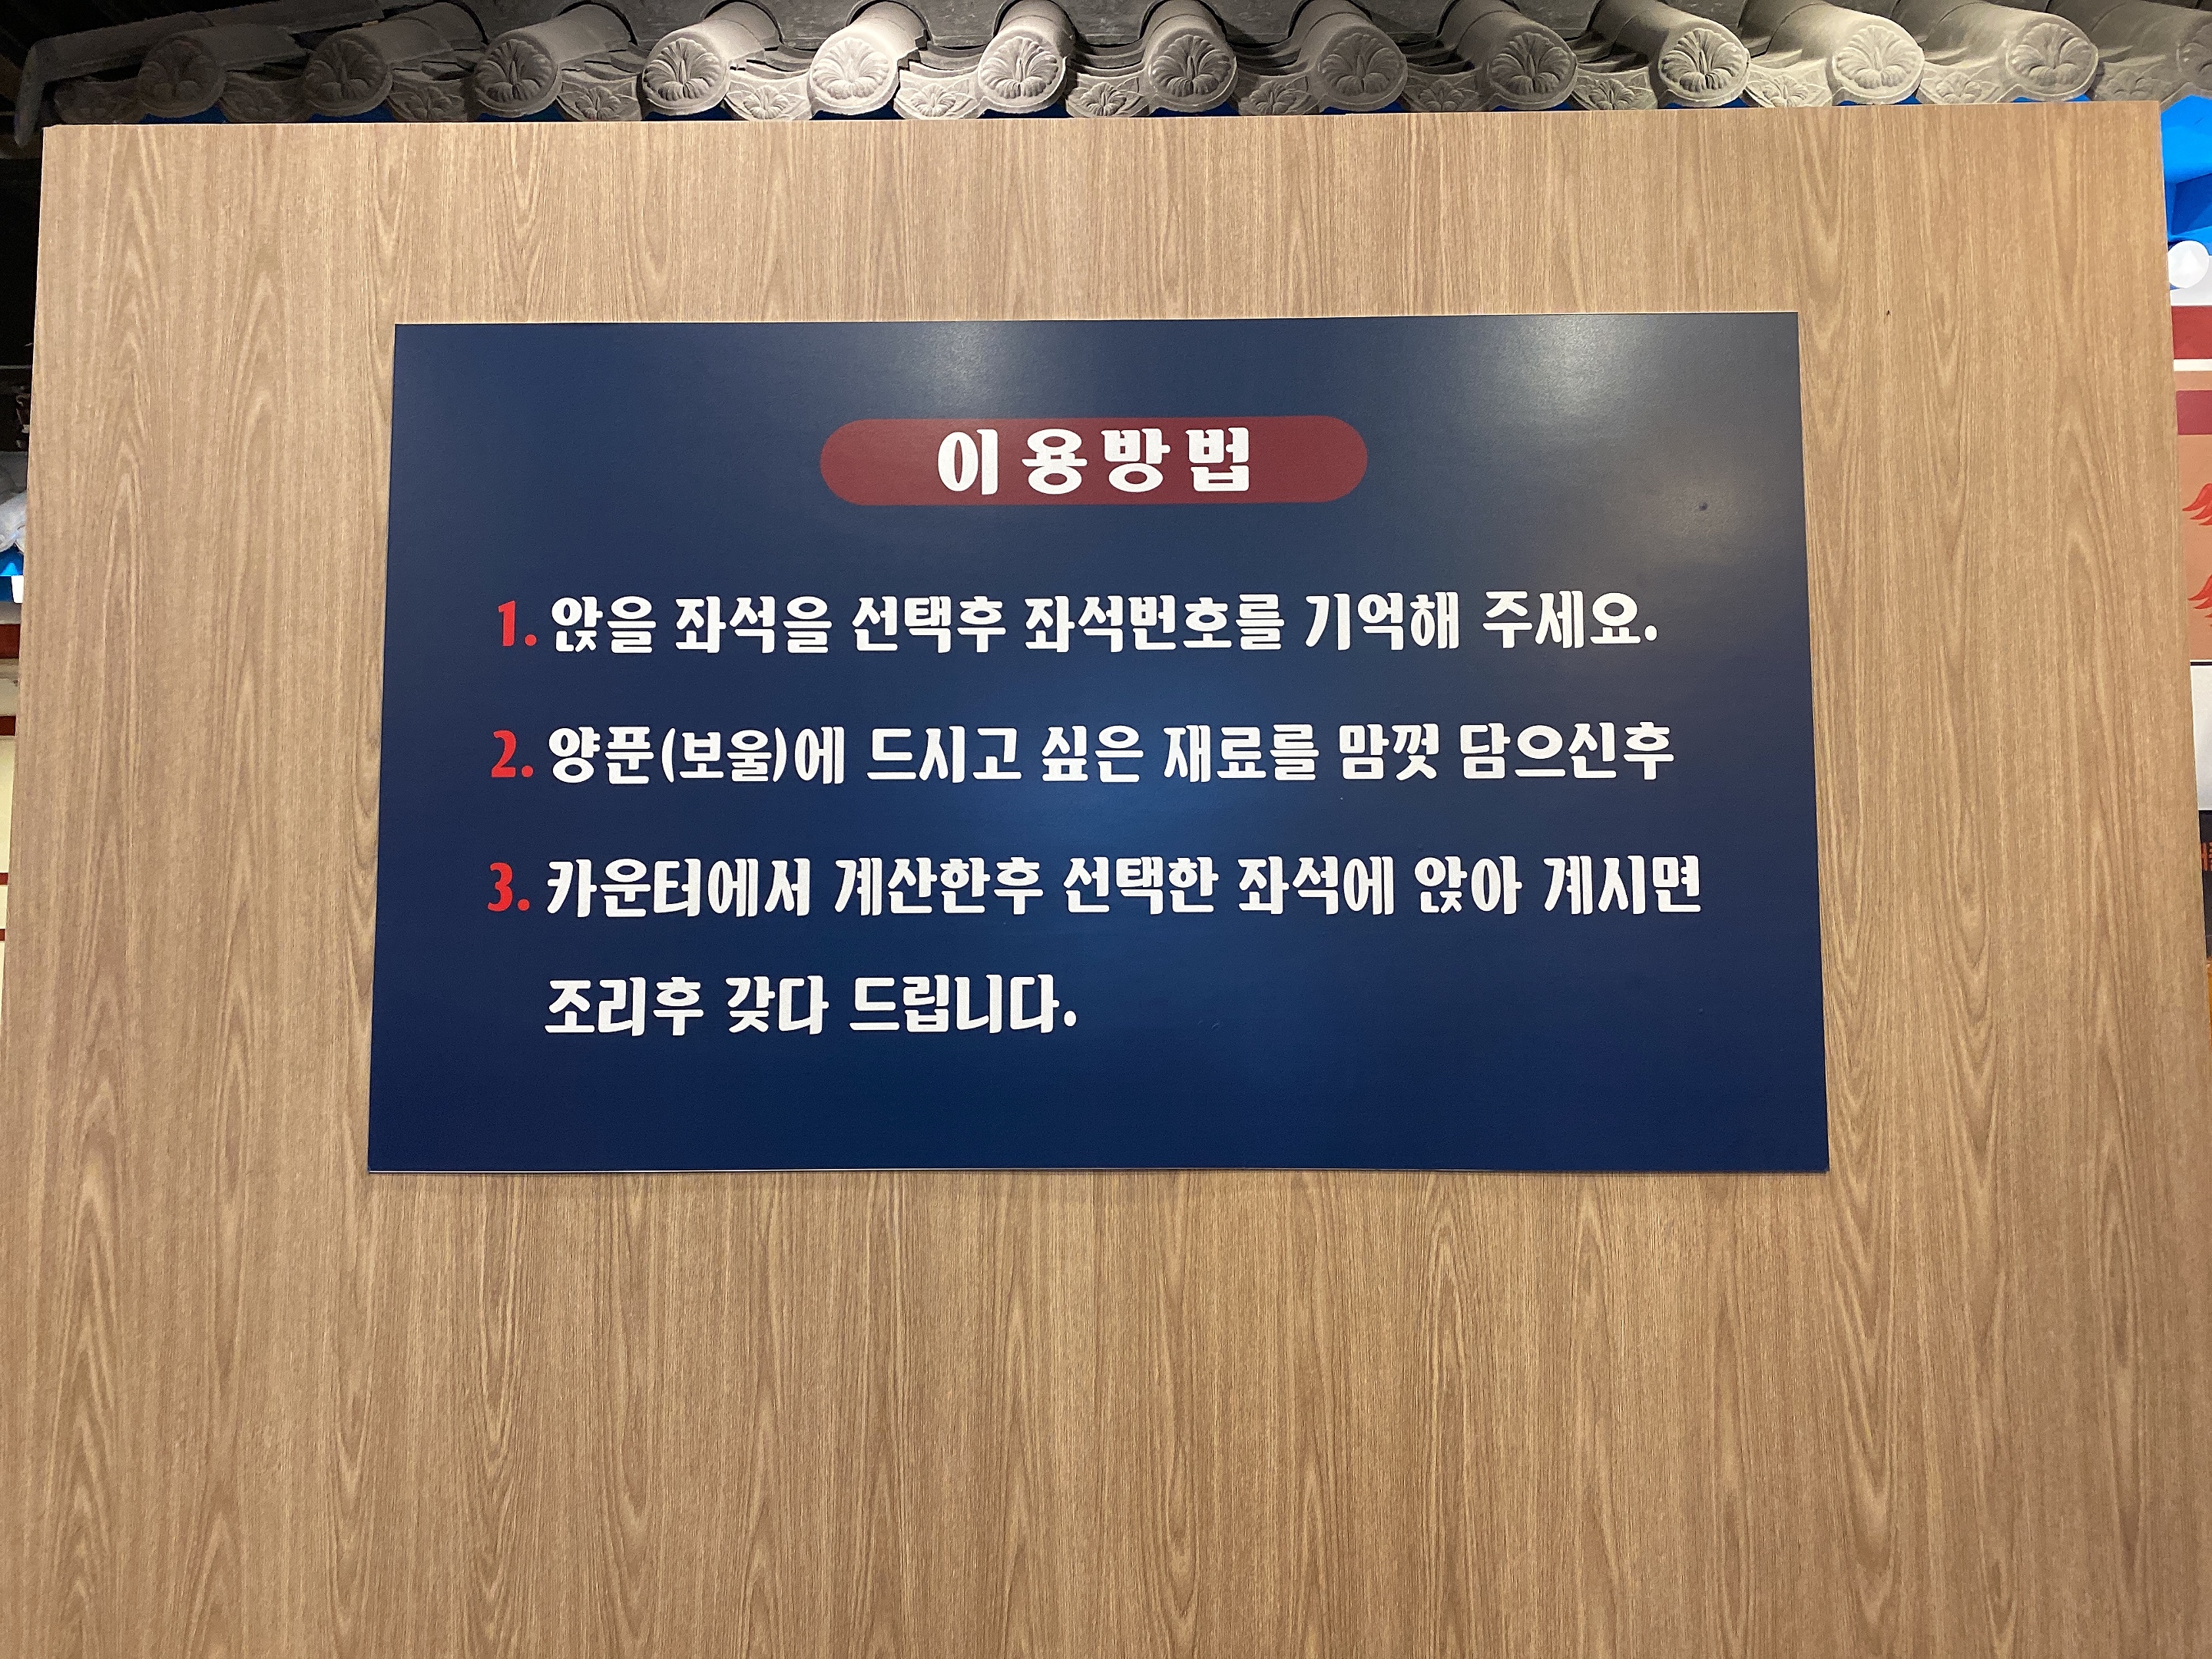 이용방법
1. 앉을 좌석을 선택후 좌석번호를 기억해 주세요.
2. 양푼(보울)에 드시고 싶은 재료를 맘껏 담으신후
3. 카운터에서 계산한후 선택한 좌석에 앉아 계시면
조리후 갖다 드립니다.